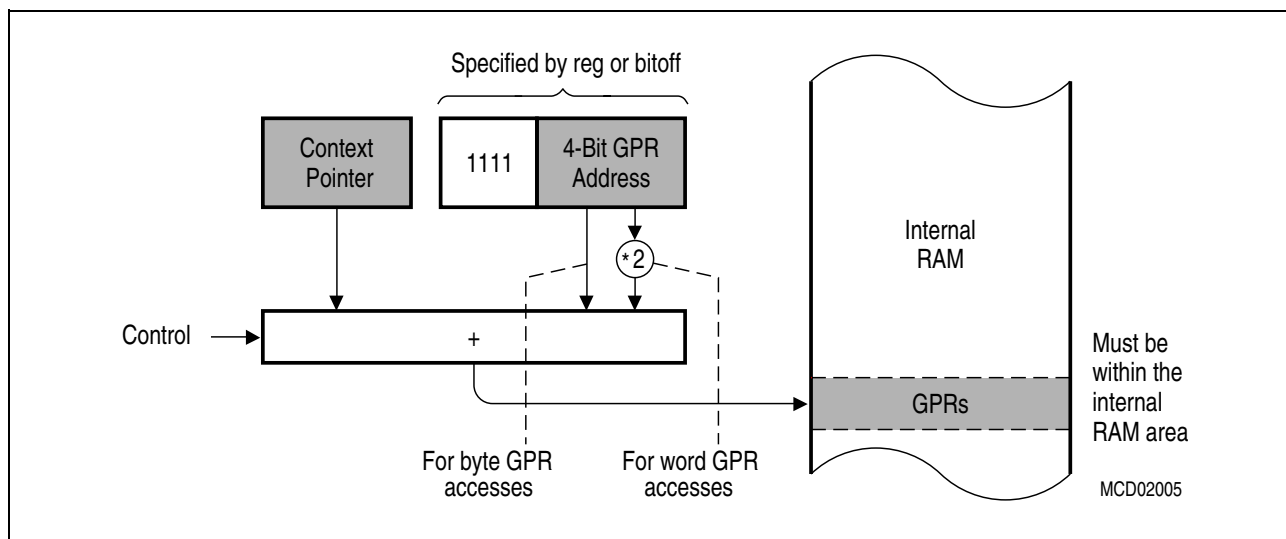 Specified by reg or bitoff
Context
Pointer
1111
4-Bit GPR
Address
*2
Control
+
For byte GPR
accesses
For word GPR
accesses
Internal
RAM
GPRs
Must be
within the
internal
RAM area
MCD02005